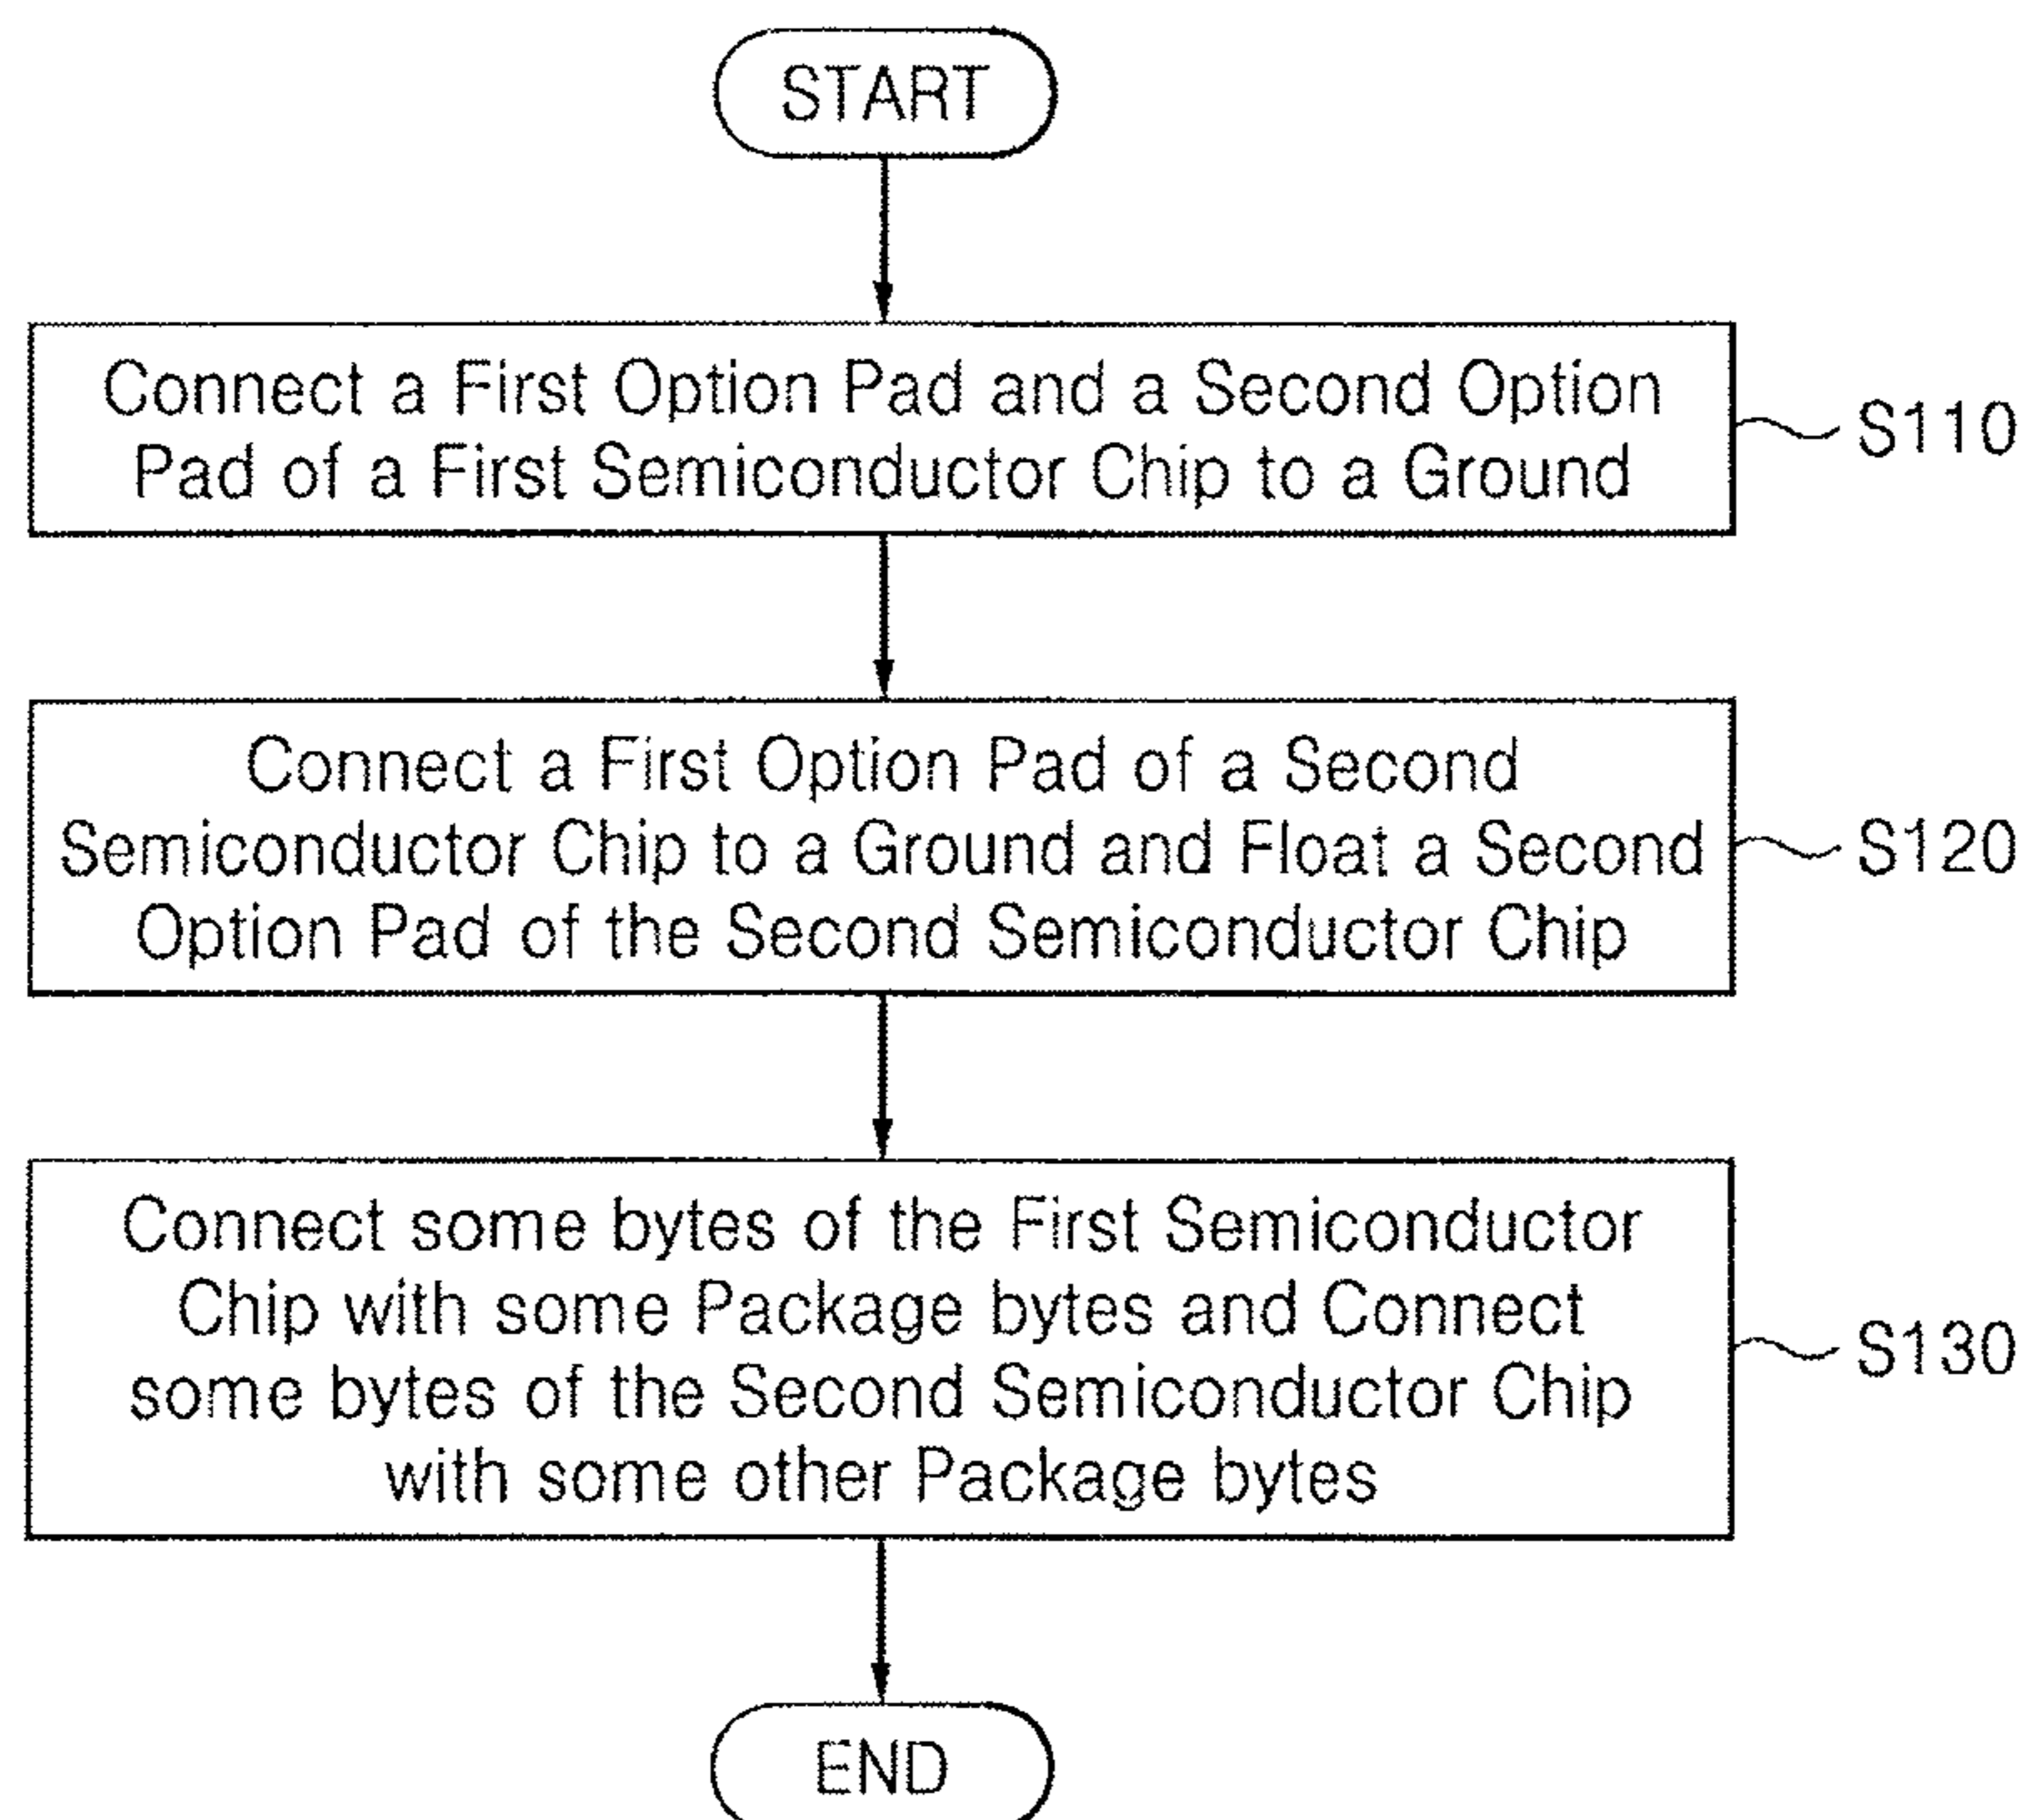 START
Connect a First Option Pad and a Second Option
Pad of a First Semiconductor Chip to a Ground
S110
Connect a First Option Pad of a Second
Semiconductor Chip to a Ground and Float a Second
Option Pad of the Second Semiconductor Chip
S120
Connect some bytes of the First Semiconductor
Chip with some Package bytes and Connect
some bytes of the Second Semiconductor Chip
with some other Package bytes
S130
END